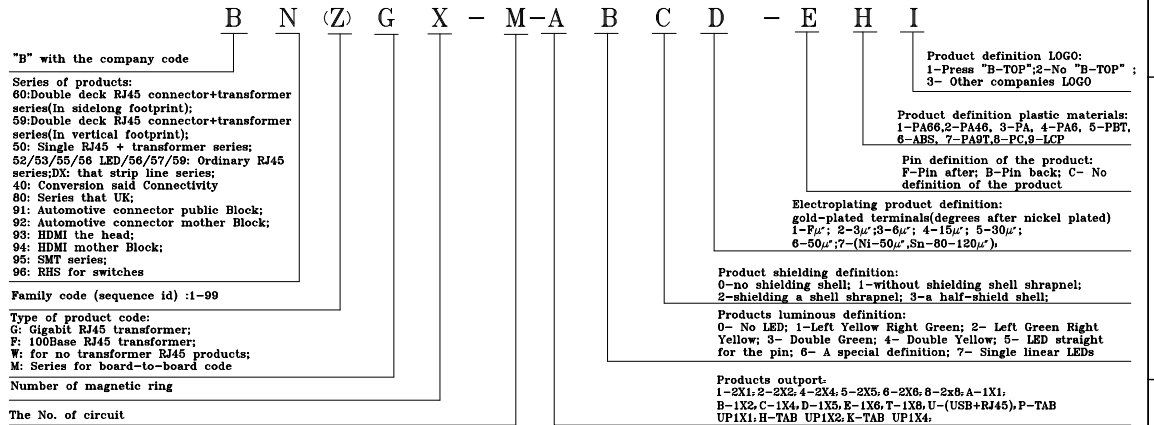 B N (Z) G X - M-A B C D - E H I
"B" with the company code
Series of products:
60:Double deck RJ45 connector+transformer
series(In sidelong footprint);
59:Double deck RJ45 connector+transformer
series(In vertical footprint);
50: Single RJ45 + transformer series;
52/53/55/56 LED/56/57/59: Ordinary RJ45
series;DX: that strip line series;
40: Conversion said Connectivity
80: Series that UK;
91: Automotive connector public Block;
92: Automotive connector mother Block;
93: HDMI the head;
94: HDMI mother Block;
95: SMT series;
96: RHS for switches
Family code (sequence id) :1-99
Type of product code:
G: Gigabit RJ45 transformer;
F: 100Base RJ45 transformer;
W: for no transformer RJ45 products;
M: Series for board-to-board code
Number of magnetic ring
The No. of circuit
Product definition LOGO:
1-Press "B-TOP";2-No "B-TOP" ;
3- Other companies LOGO
Product definition plastic materials:
1-PA66,2-PA46, 3-PA, 4-PA6, 5-PBT,
6-ABS, 7-PA9T,8-PC,9-LCP
Pin definition of the product:
F-Pin after; B-Pin back; C- No
definition of the product
Electroplating product definition:
gold-plated terminals(degrees after nickel plated)
1-Fμ"; 2-3μ";3-6μ"; 4-15μ"; 5-30μ";
6-50μ";7-(Ni-50μ",Sn-80-120μ");
Product shielding definition:
0-no shielding shell; 1-without shielding shell shrapnel;
2-shielding a shell shrapnel; 3-a half-shield shell;
Products luminous definition:
0- No LED; 1-Left Yellow Right Green; 2- Left Green Right
Yellow; 3- Double Green; 4- Double Yellow; 5- LED straight
for the pin; 6- A special definition; 7- Single linear LEDs
Products outport:
1-2X1; 2-2X2; 4-2X4; 5-2X5; 6-2X6; 8-2x8; A-1X1;
B-1X2; C-1X4; D-1X5; E-1X6; T-1X8; U-(USB+RJ45); P-TAB
UP1X1; H-TAB UP1X2; K-TAB UP1X4;